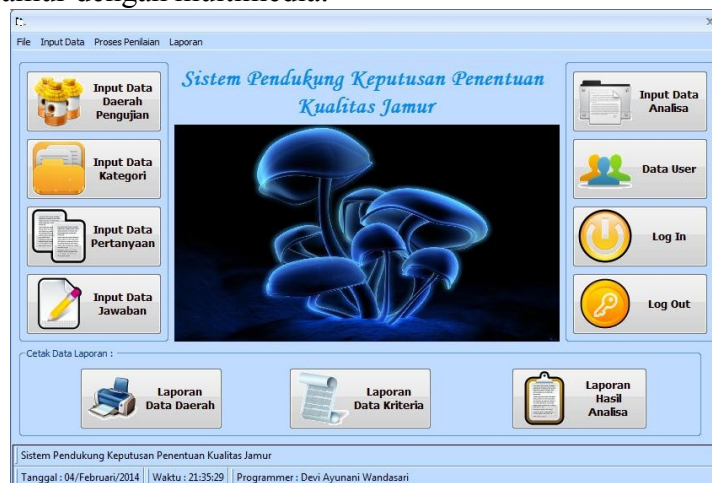 dengan multimedia.
File Input Data Proses Penilaian Laporan
Sistem Pendukung Keputusan Penentuan
Kualitas Jamur
Input Data
Daerah
Pengujian
Input Data
Kategori
Input Data
Pertanyaan
Input Data
Jawaban
Input Data
Analisa
Data User
Log In
Log Out
Cetak Data Laporan :
Laporan
Data Daerah
Laporan
Data Kriteria
Laporan
Hasil
Analisa
Sistem Pendukung Keputusan Penentuan Kualitas Jamur
Tanggal : 04/Februari/2014 Waktu : 21:35:29 Programmer : Devi Ayunani Wandasari